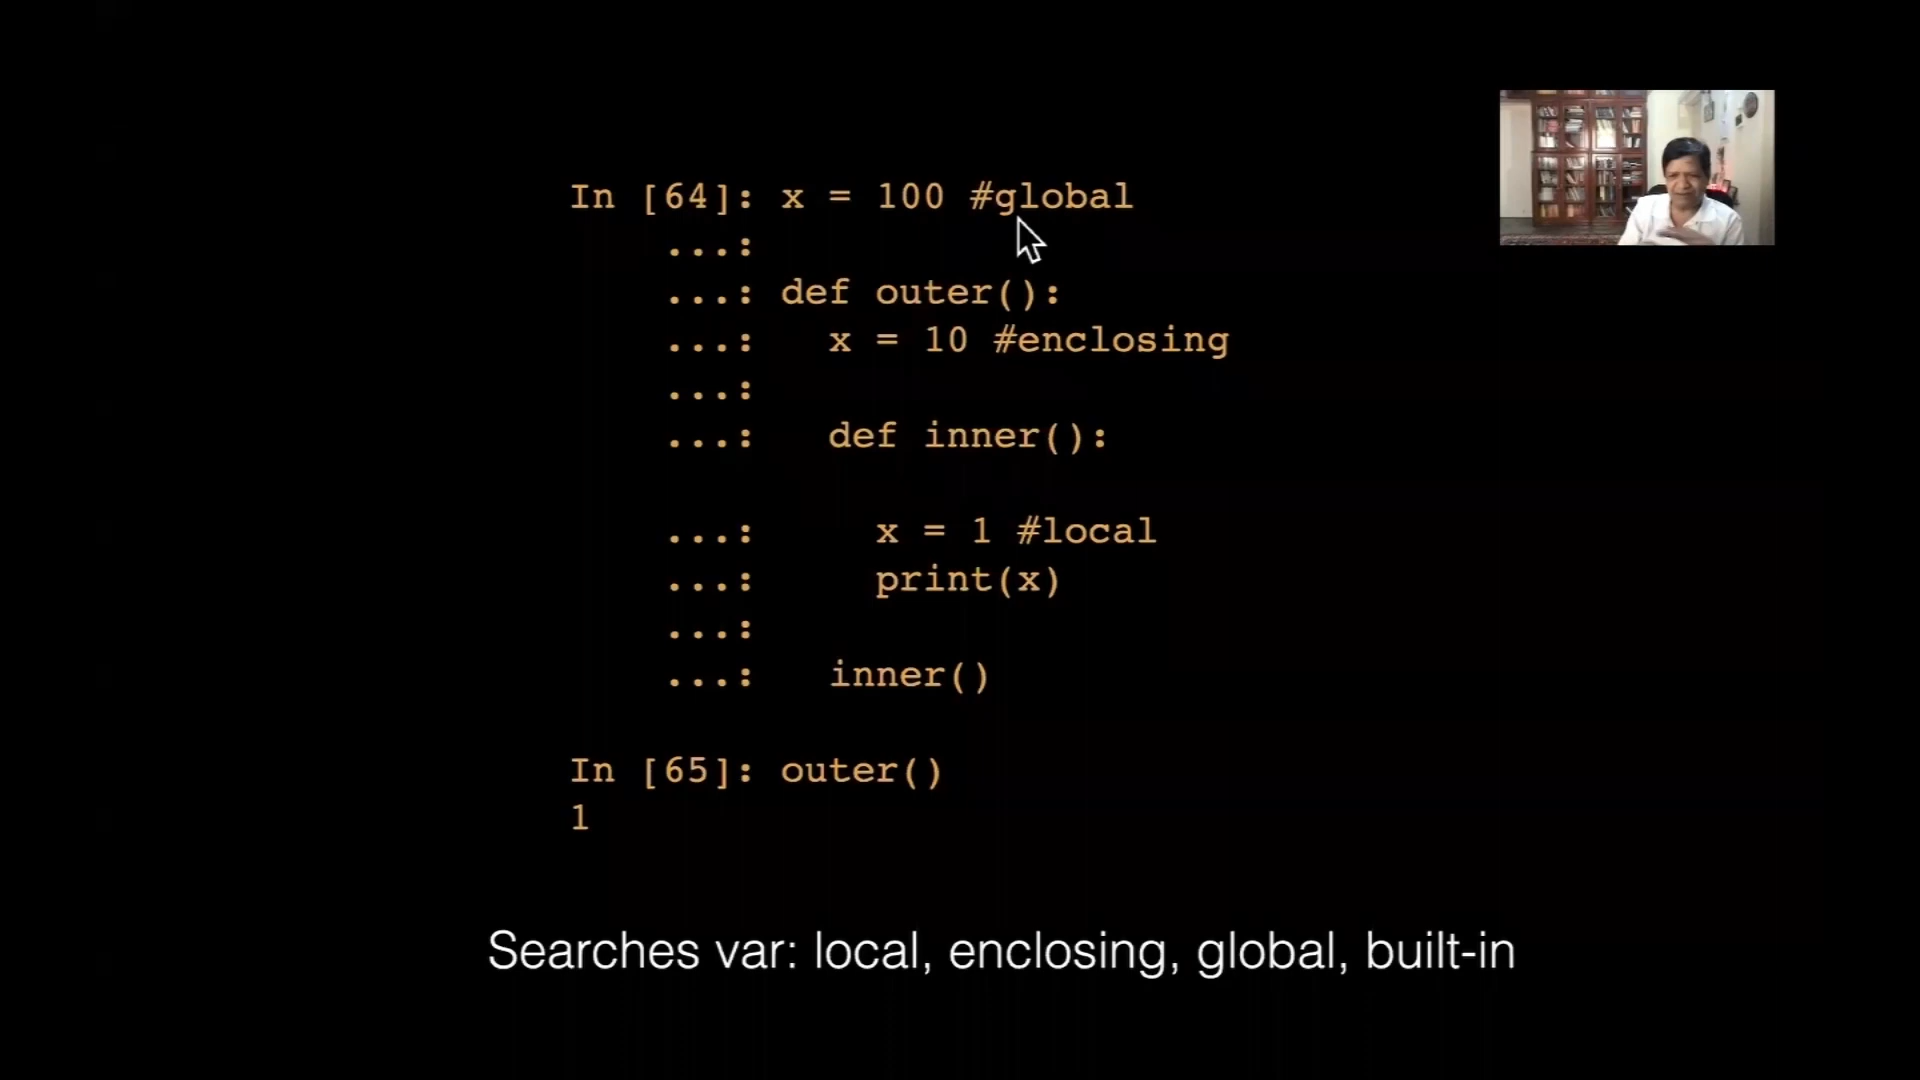 In [64]: x = 100 #global
...:
...: def outer():
...: x = 10 #enclosing
...:
...: def inner():
...: x = 1 #local
...: print(x)
...:
...: inner()
In [65]: outer()
1
Searches var: local, enclosing, global, built-in